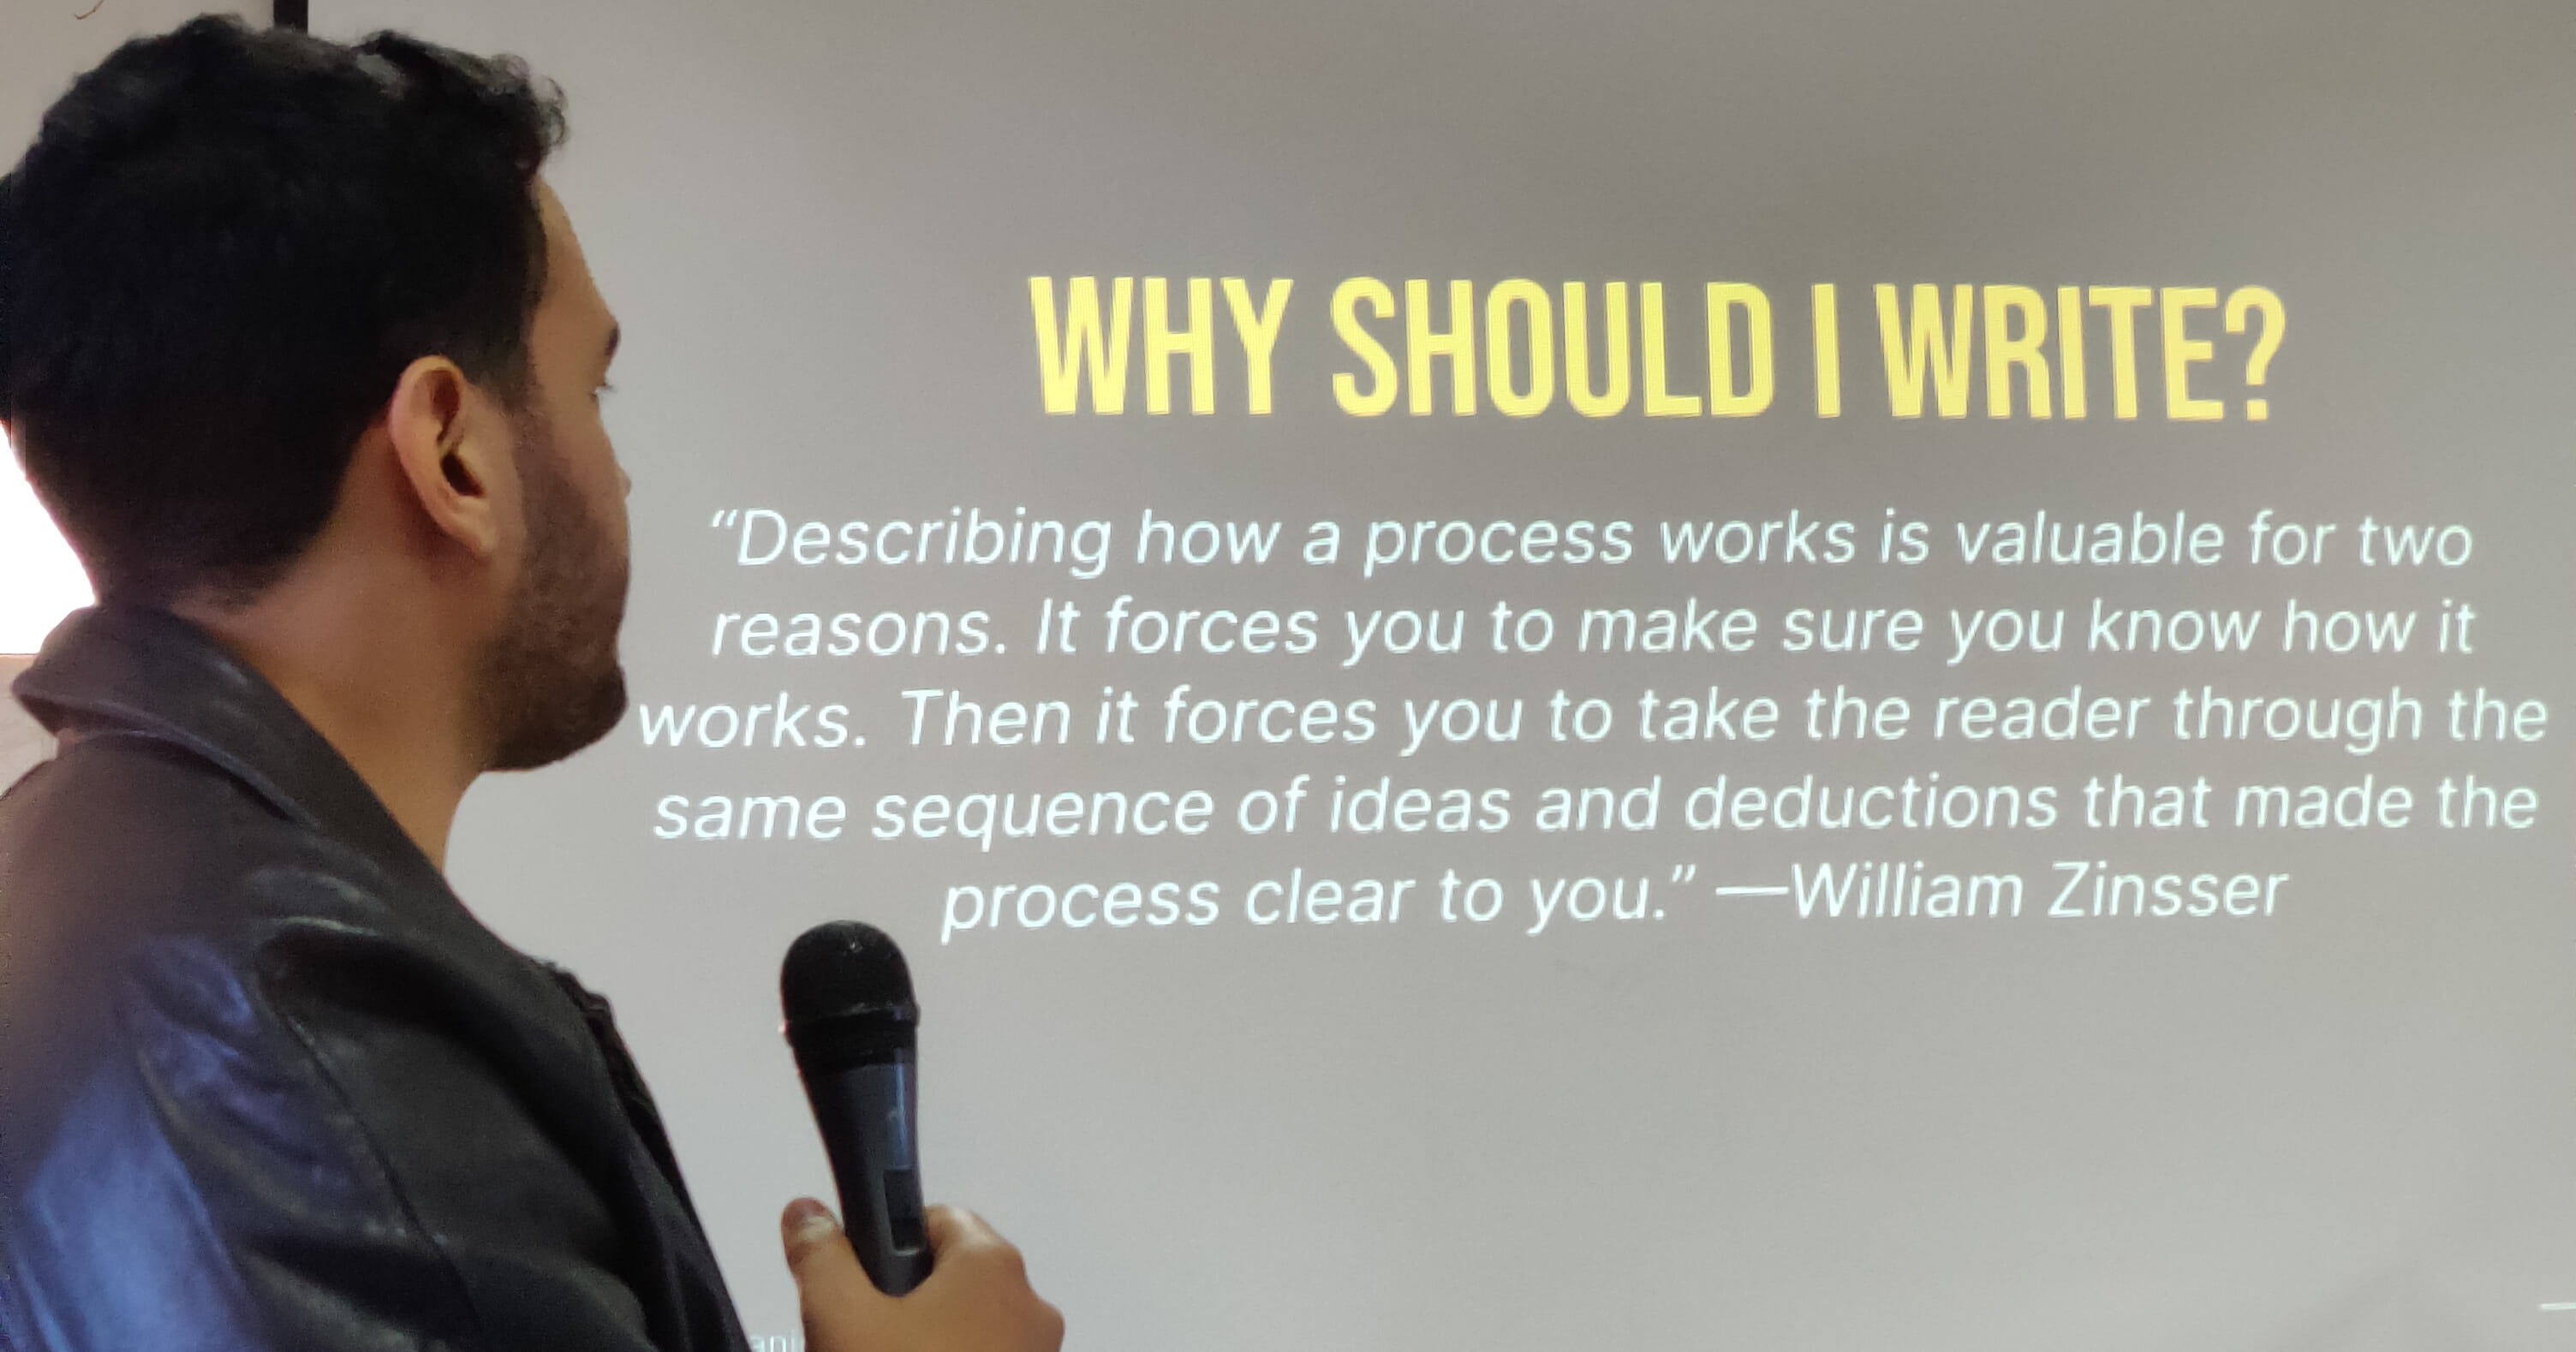 WHY SHOULD I WRITE?
“Describing how a process works is valuable for two
reasons. It forces you to make sure you know how it
works. Then it forces you to take the reader through the
same sequence of ideas and deductions that made the
process clear to you.” —William Zinsser